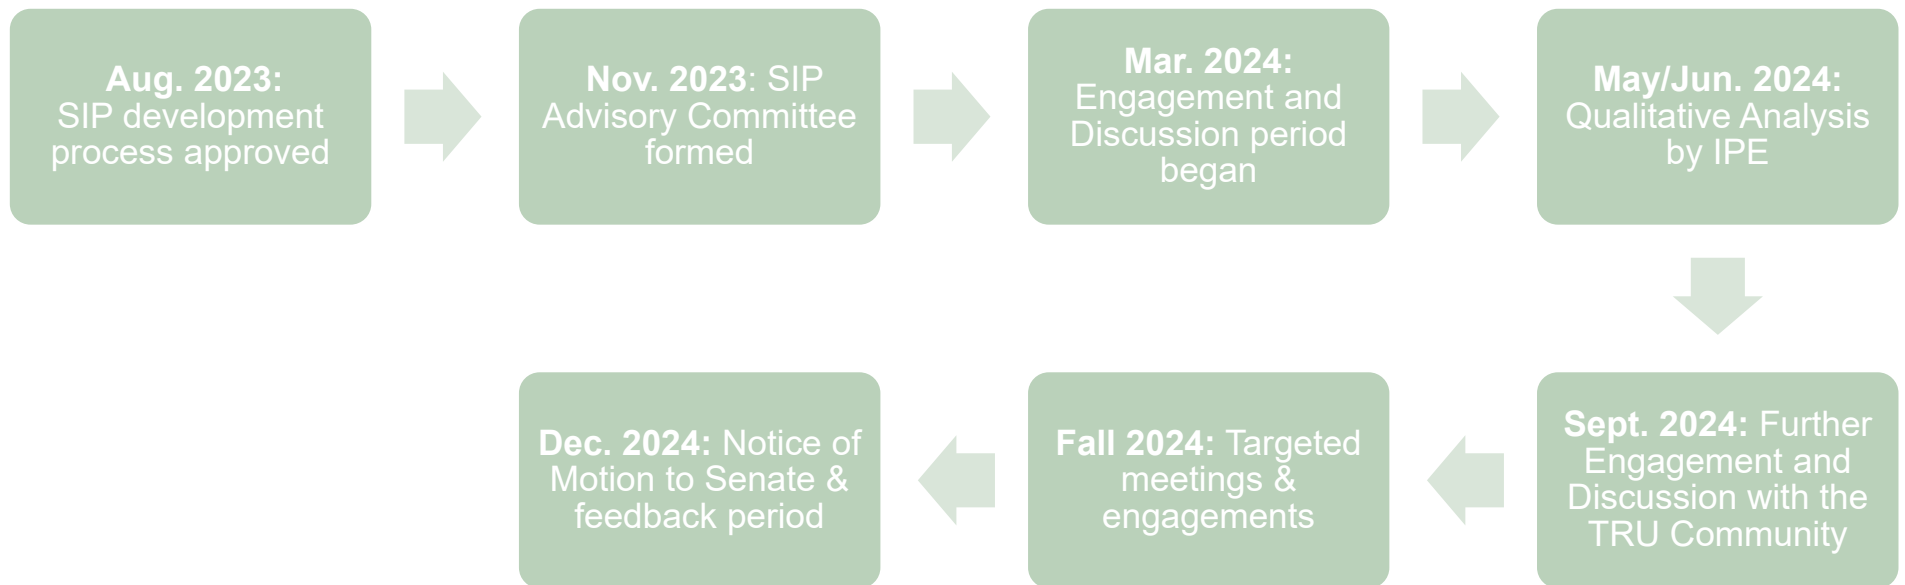 Aug. 2023:
SIP development
process approved
Nov. 2023: SIP
Advisory Committee
formed
Mar. 2024:
Engagement and
Discussion period
began
May/Jun. 2024:
Qualitative Analysis
by IPE
Sept. 2024: Further
Engagement and
Discussion with the
TRU Community
Fall 2024: Targeted
meetings &
engagements
Dec. 2024: Notice of
Motion to Senate &
feedback period